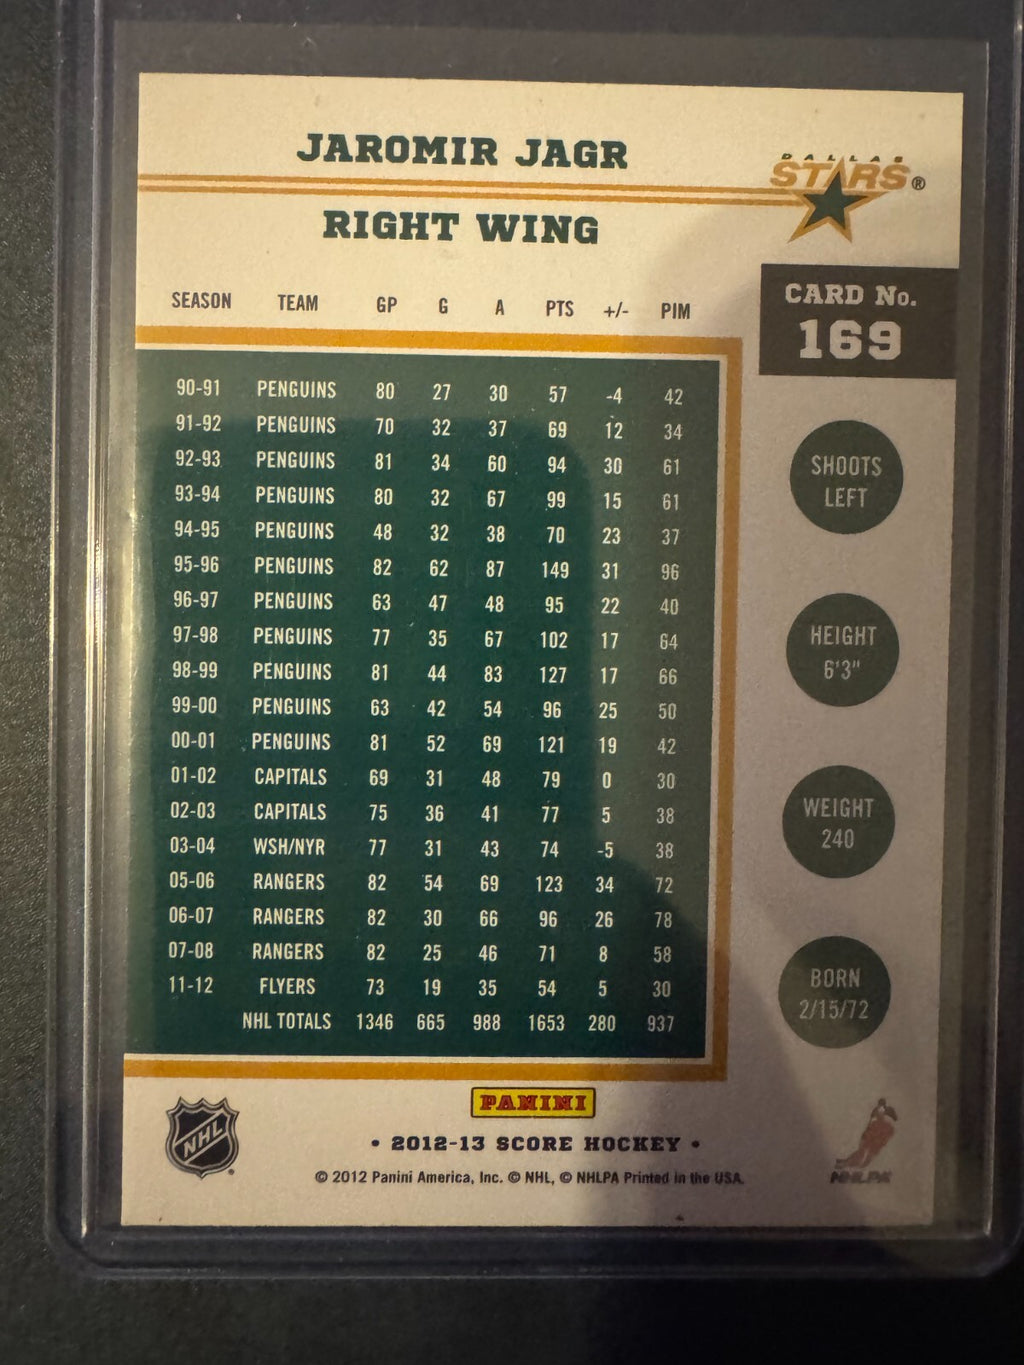 JAROMIR JAGR
DALLAS
STARS®
RIGHT WING
CARD No.
169
SEASON TEAM GP G A PTS +/- PIM
90-91 PENGUINS 80 27 30 57 -4 42
91-92 PENGUINS 70 32 37 69 12 34
92-93 PENGUINS 81 34 60 94 30 61
93-94 PENGUINS 80 32 67 99 15 61
94-95 PENGUINS 48 32 38 70 23 37
95-96 PENGUINS 82 62 87 149 31 96
96-97 PENGUINS 63 47 48 95 22 40
97-98 PENGUINS 77 35 67 102 17 64
98-99 PENGUINS 81 44 83 127 17 66
99-00 PENGUINS 63 42 54 96 25 50
00-01 PENGUINS 81 52 69 121 19 42
01-02 CAPITALS 69 31 48 79 0 30
02-03 CAPITALS 75 36 41 77 5 38
03-04 WSH/NYR 77 31 43 74 -5 38
05-06 RANGERS 82 54 69 123 34 72
06-07 RANGERS 82 30 66 96 26 78
07-08 RANGERS 82 25 46 71 8 58
11-12 FLYERS 73 19 35 54 5 30
NHL TOTALS 1346 665 988 1653 280 937
SHOOTS
LEFT
HEIGHT
6'3"
WEIGHT
240
BORN
2/15/72
PANINI
NHL
• 2012-13 SCORE HOCKEY •
© 2012 Panini America, Inc. © NHL, © NHLPA Printed in the USA.
NHLPA